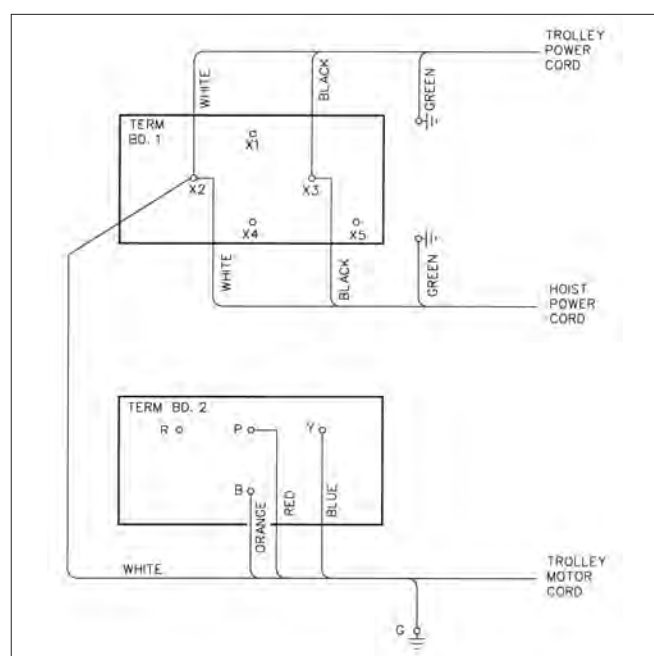 TROLLEY
POWER
CORD
WHITE
BLACK
GREEN
TERM
BD. 1
X1
X2
X3
X4
X5
WHITE
BLACK
GREEN
HOIST
POWER
CORD
TERM BD. 2
R
P
Y
B
ORANGE
RED
BLUE
WHITE
TROLLEY
MOTOR
CORD
G